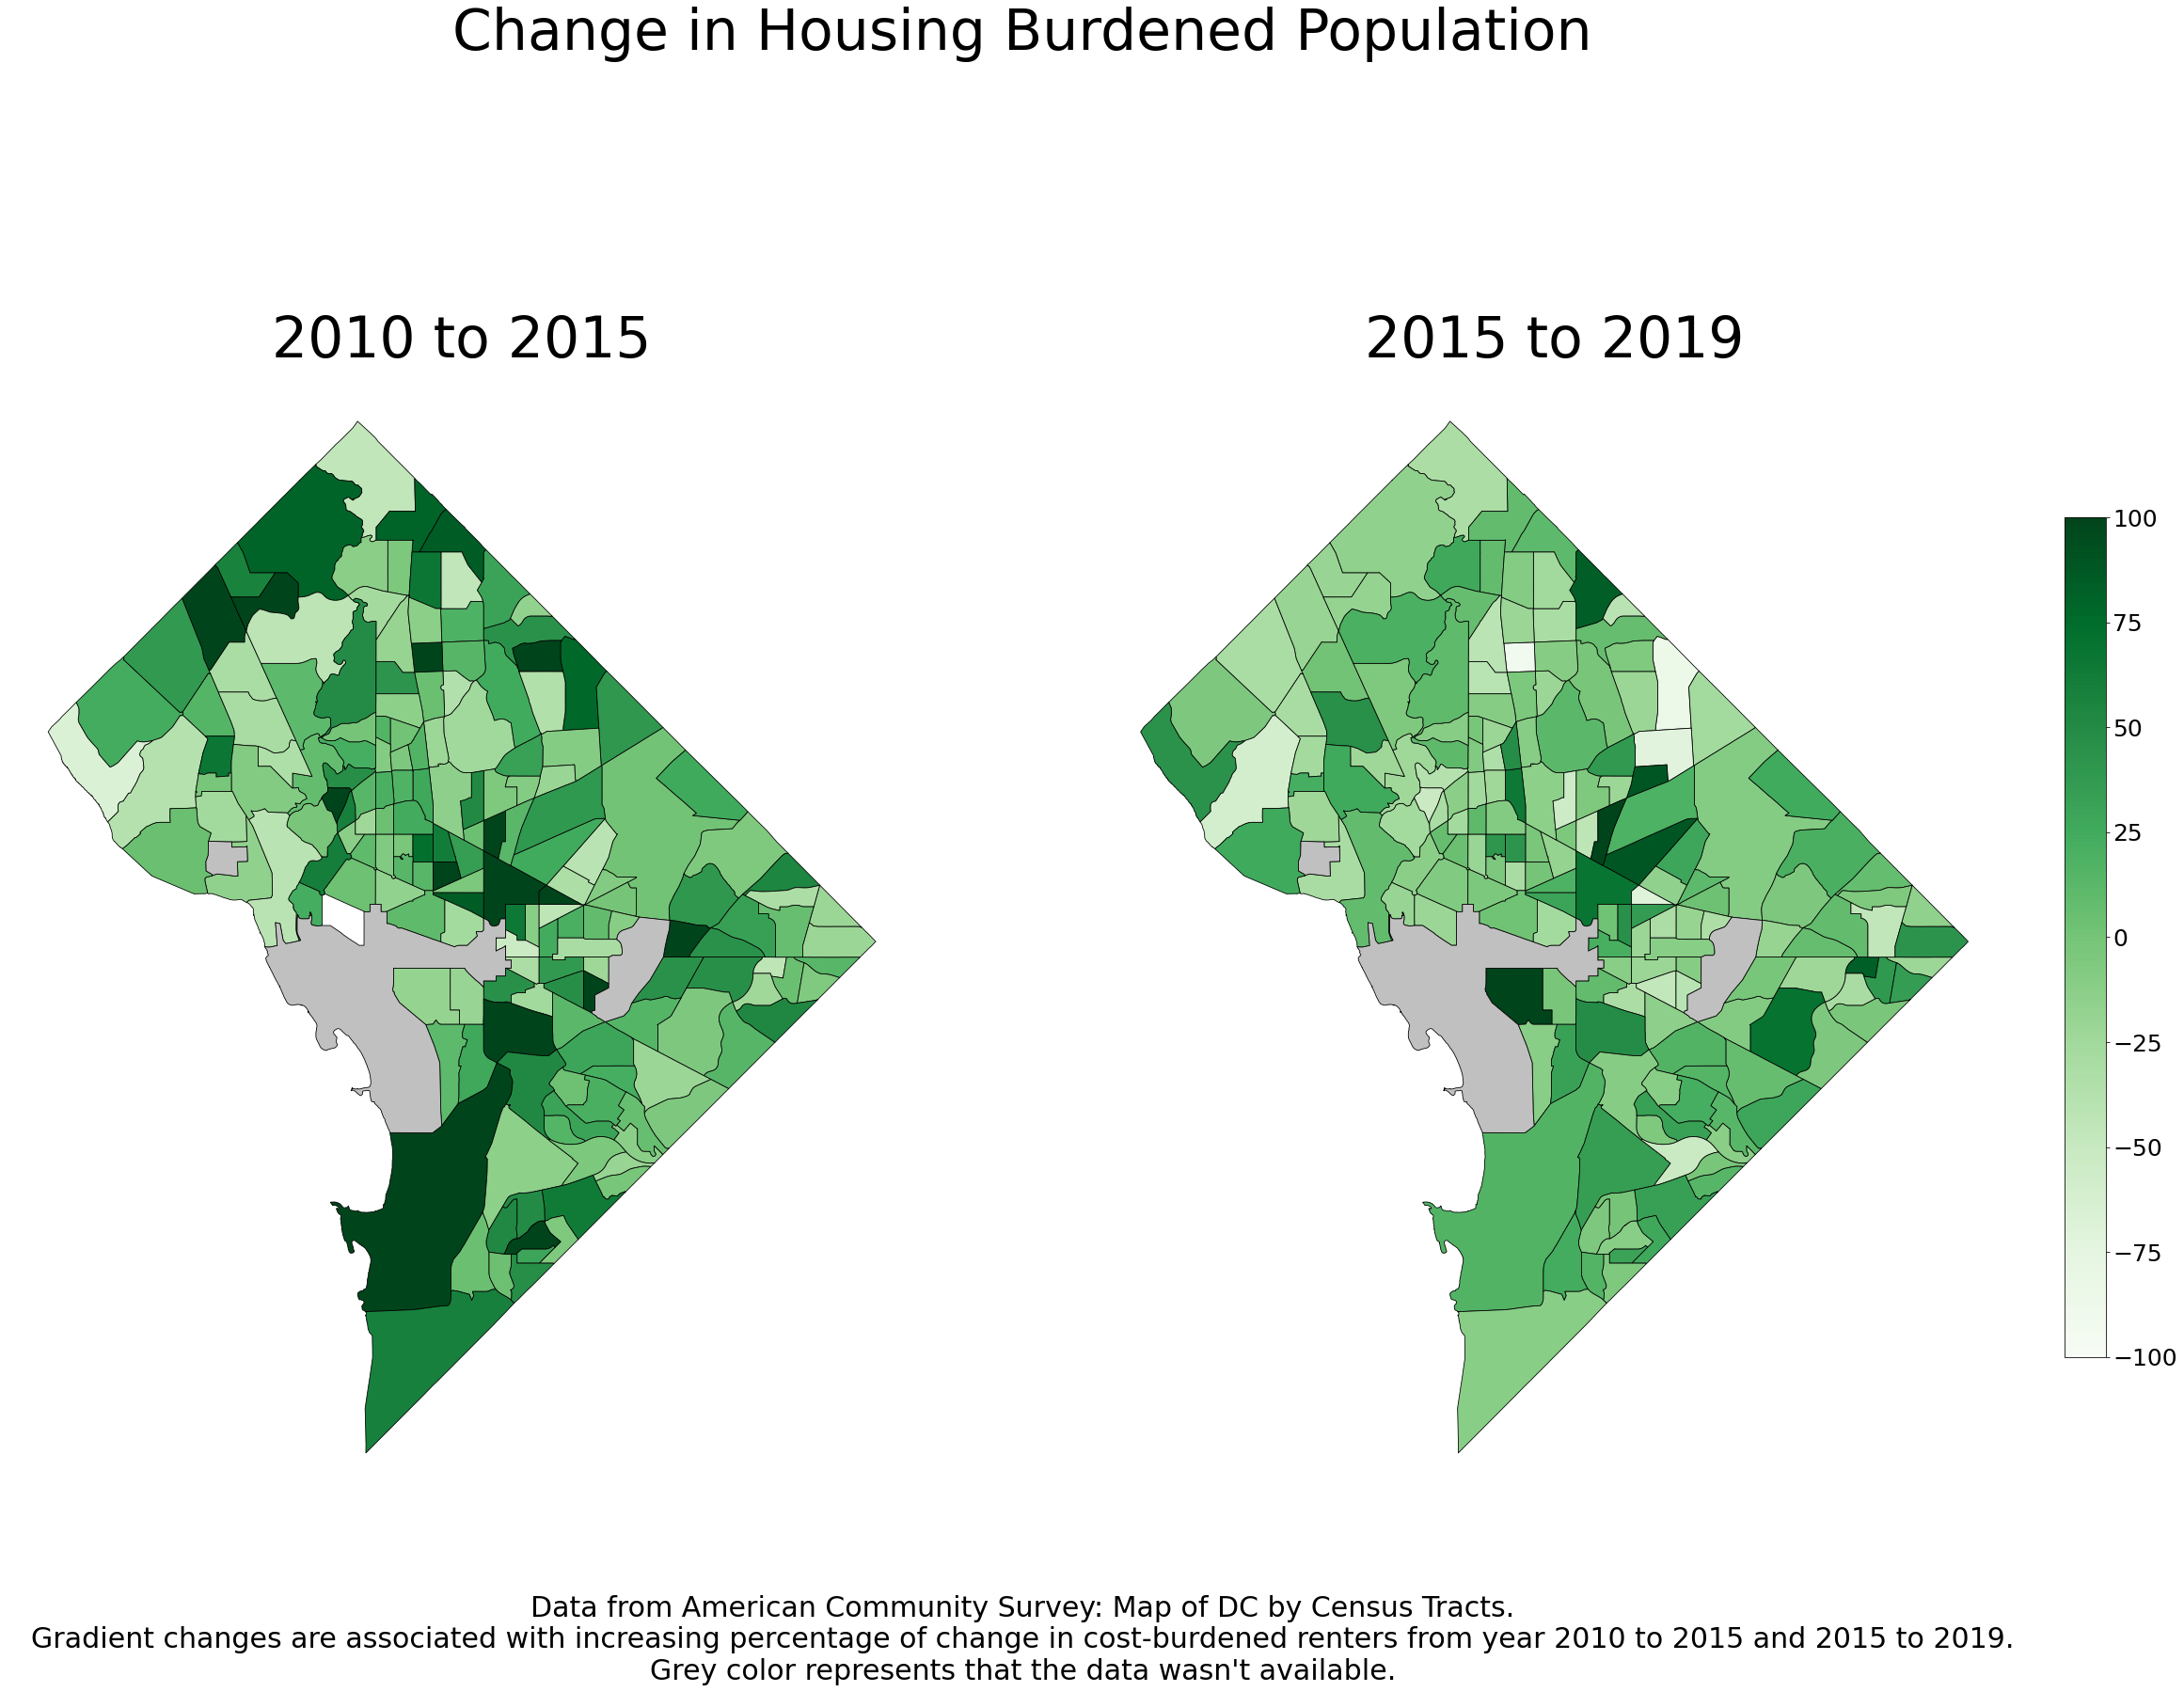 Change in Housing Burdened Population
2010 to 2015
2015 to 2019
100
75
50
25
0
−25
−50
−75
−100
Data from American Community Survey: Map of DC by Census Tracts.
Gradient changes are associated with increasing percentage of change in cost-burdened renters from year 2010 to 2015 and 2015 to 2019.
Grey color represents that the data wasn't available.